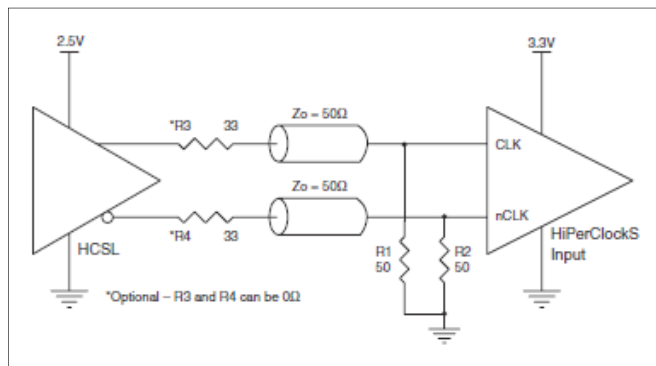 2.5V
3.3V
*R3 33
Zo = 50Ω
CLK
Zo = 50Ω
nCLK
*R4 33
HCSL
R1
50
R2
50
HiPerClockS
Input
*Optional – R3 and R4 can be 0Ω